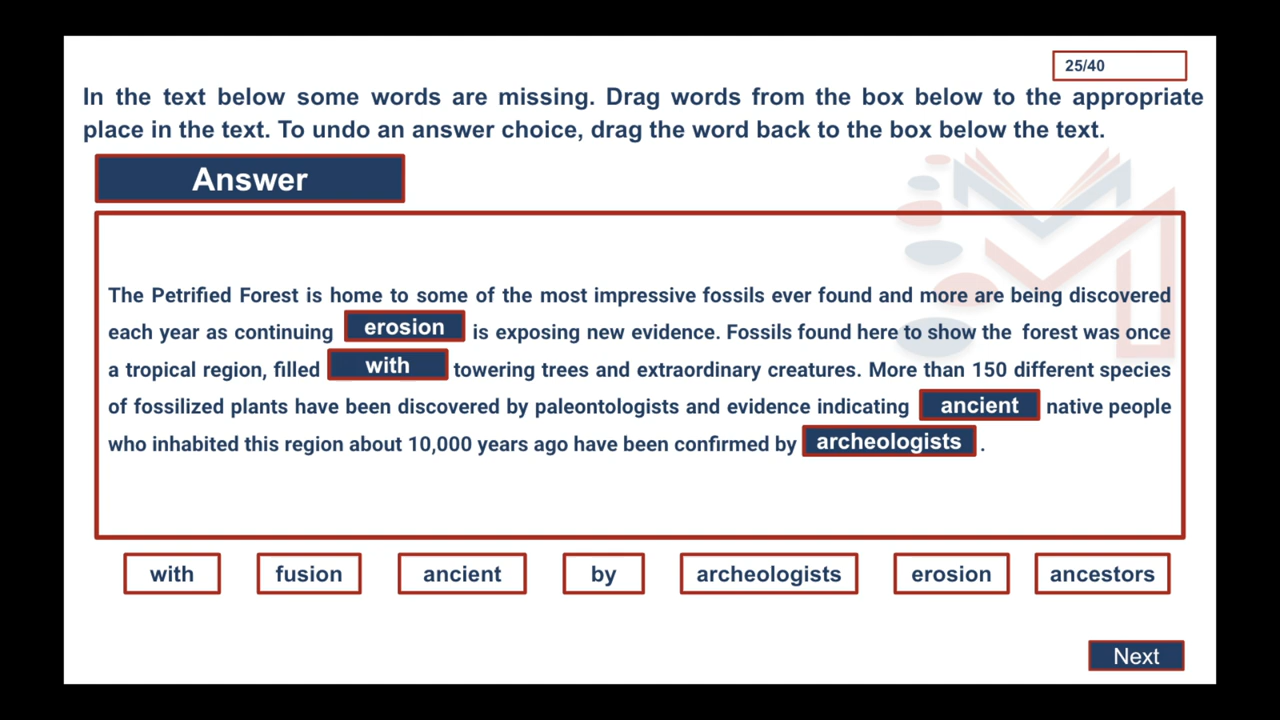 25/40
In the text below some words are missing. Drag words from the box below to the appropriate
place in the text. To undo an answer choice, drag the word back to the box below the text.
Answer
The Petrified Forest is home to some of the most impressive fossils ever found and more are being discovered
each year as continuing erosion is exposing new evidence. Fossils found here to show the forest was once
a tropical region, filled with towering trees and extraordinary creatures. More than 150 different species
of fossilized plants have been discovered by paleontologists and evidence indicating ancient native people
who inhabited this region about 10,000 years ago have been confirmed by archeologists .
with fusion ancient by archeologists erosion ancestors
Next